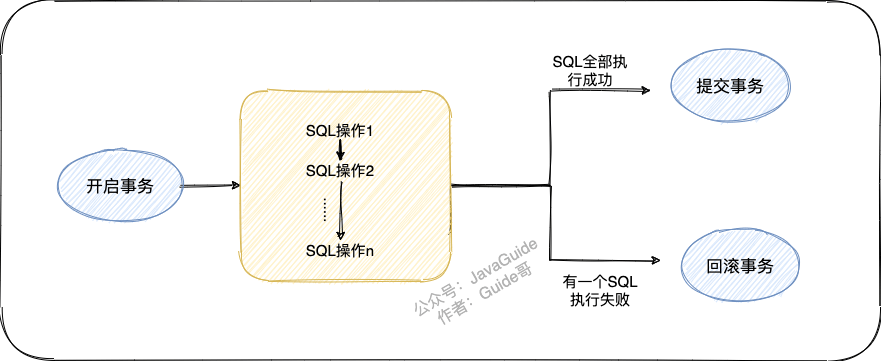 开启事务
SQL操作1
SQL操作2
……
SQL操作n
SQL全部执
行成功
提交事务
有一个SQL
执行失败
回滚事务
公众号：JavaGuide
作者：Guide哥